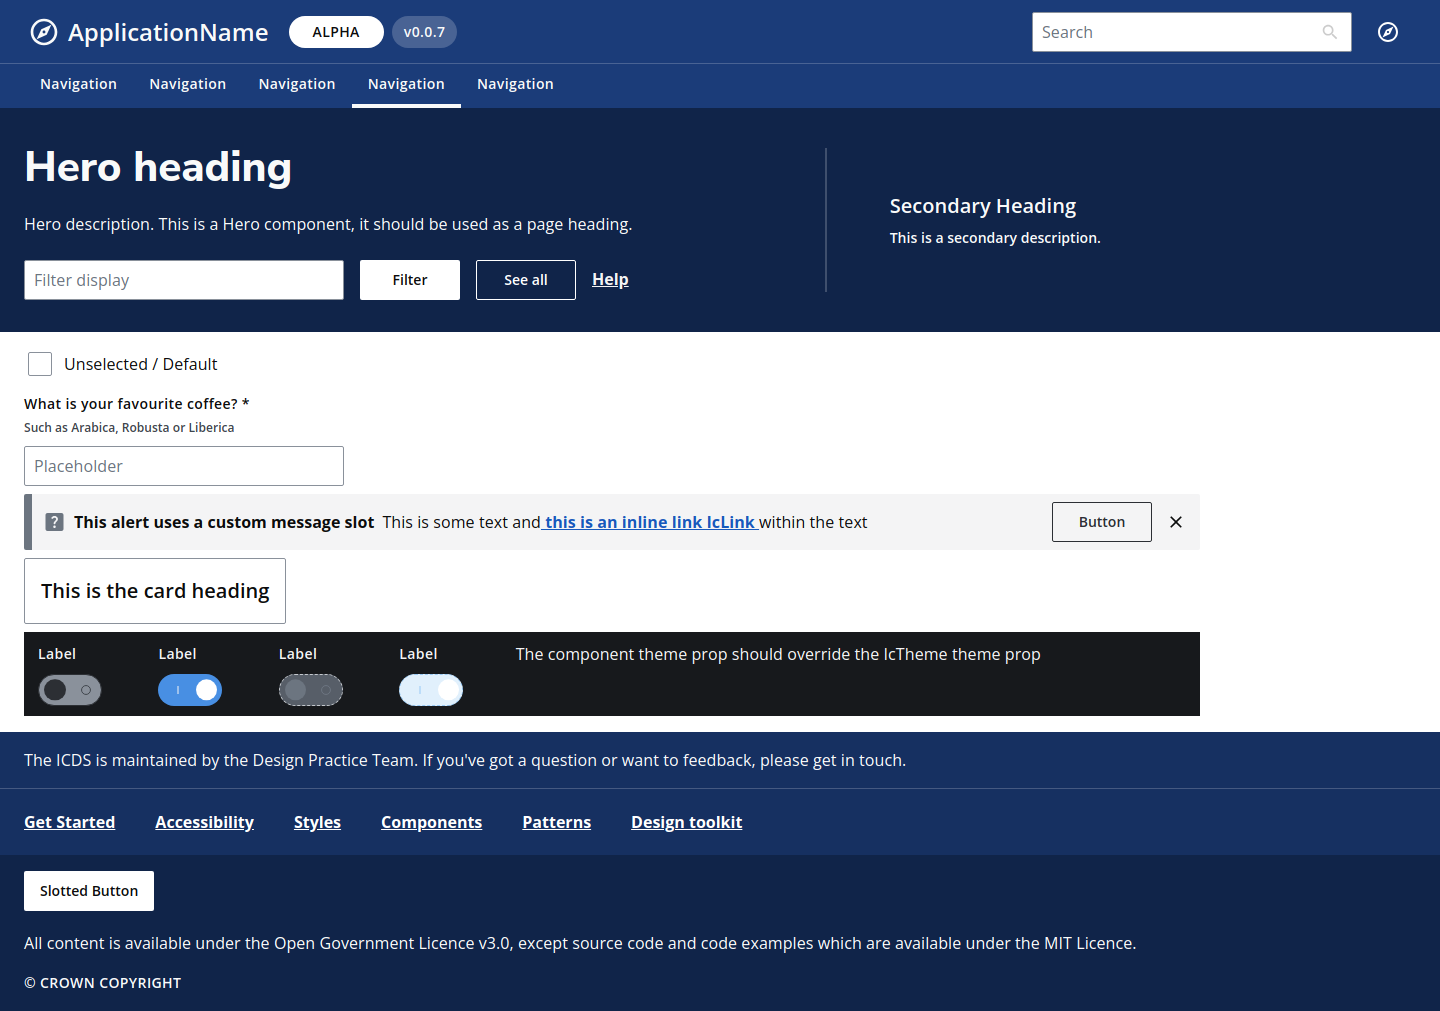 ApplicationName ALPHA v0.0.7 Search
Navigation Navigation Navigation Navigation Navigation
Hero heading
Hero description. This is a Hero component, it should be used as a page heading.
Filter display Filter See all Help
Secondary Heading
This is a secondary description.
Unselected / Default
What is your favourite coffee? *
Such as Arabica, Robusta or Liberica
Placeholder
This alert uses a custom message slot This is some text and this is an inline link IcLink within the text Button
This is the card heading
Label Label Label Label The component theme prop should override the IcTheme theme prop
The ICDS is maintained by the Design Practice Team. If you've got a question or want to feedback, please get in touch.
Get Started Accessibility Styles Components Patterns Design toolkit
Slotted Button
All content is available under the Open Government Licence v3.0, except source code and code examples which are available under the MIT Licence.
© CROWN COPYRIGHT